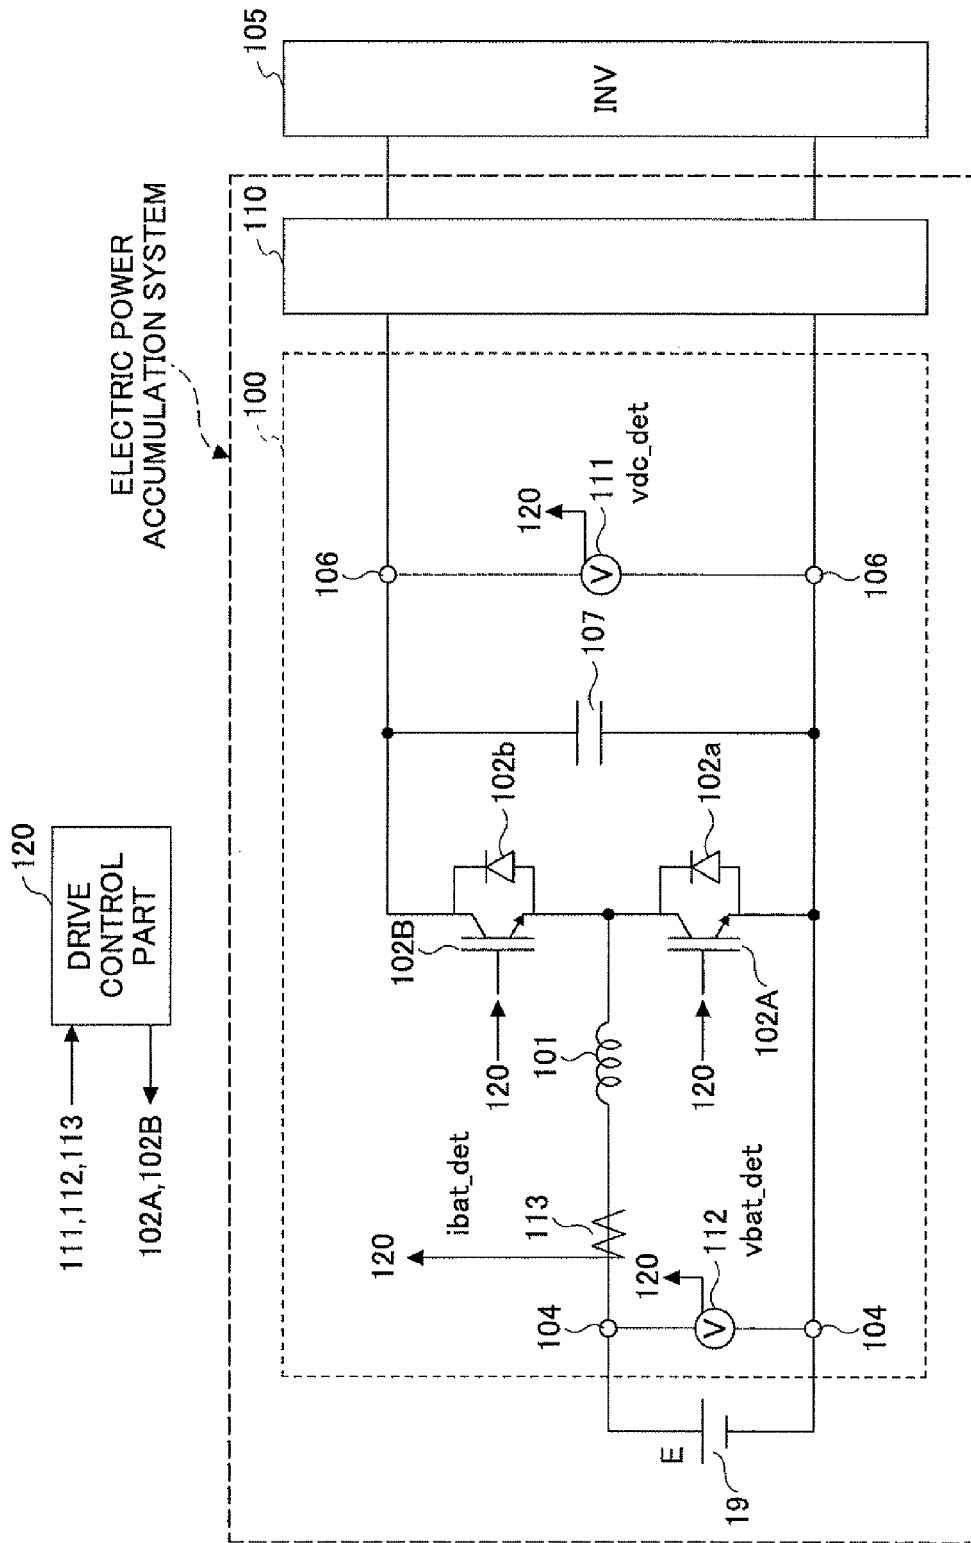 120
DRIVE
CONTROL
PART
111,112,113
102A,102B
ELECTRIC POWER
ACCUMULATION SYSTEM
100
110
105
INV
106
120
111
vdc_det
106
107
102b
102B
120
102a
102A
120
101
ibat_det
120
113
104
120
112
vbat_det
104
E
19